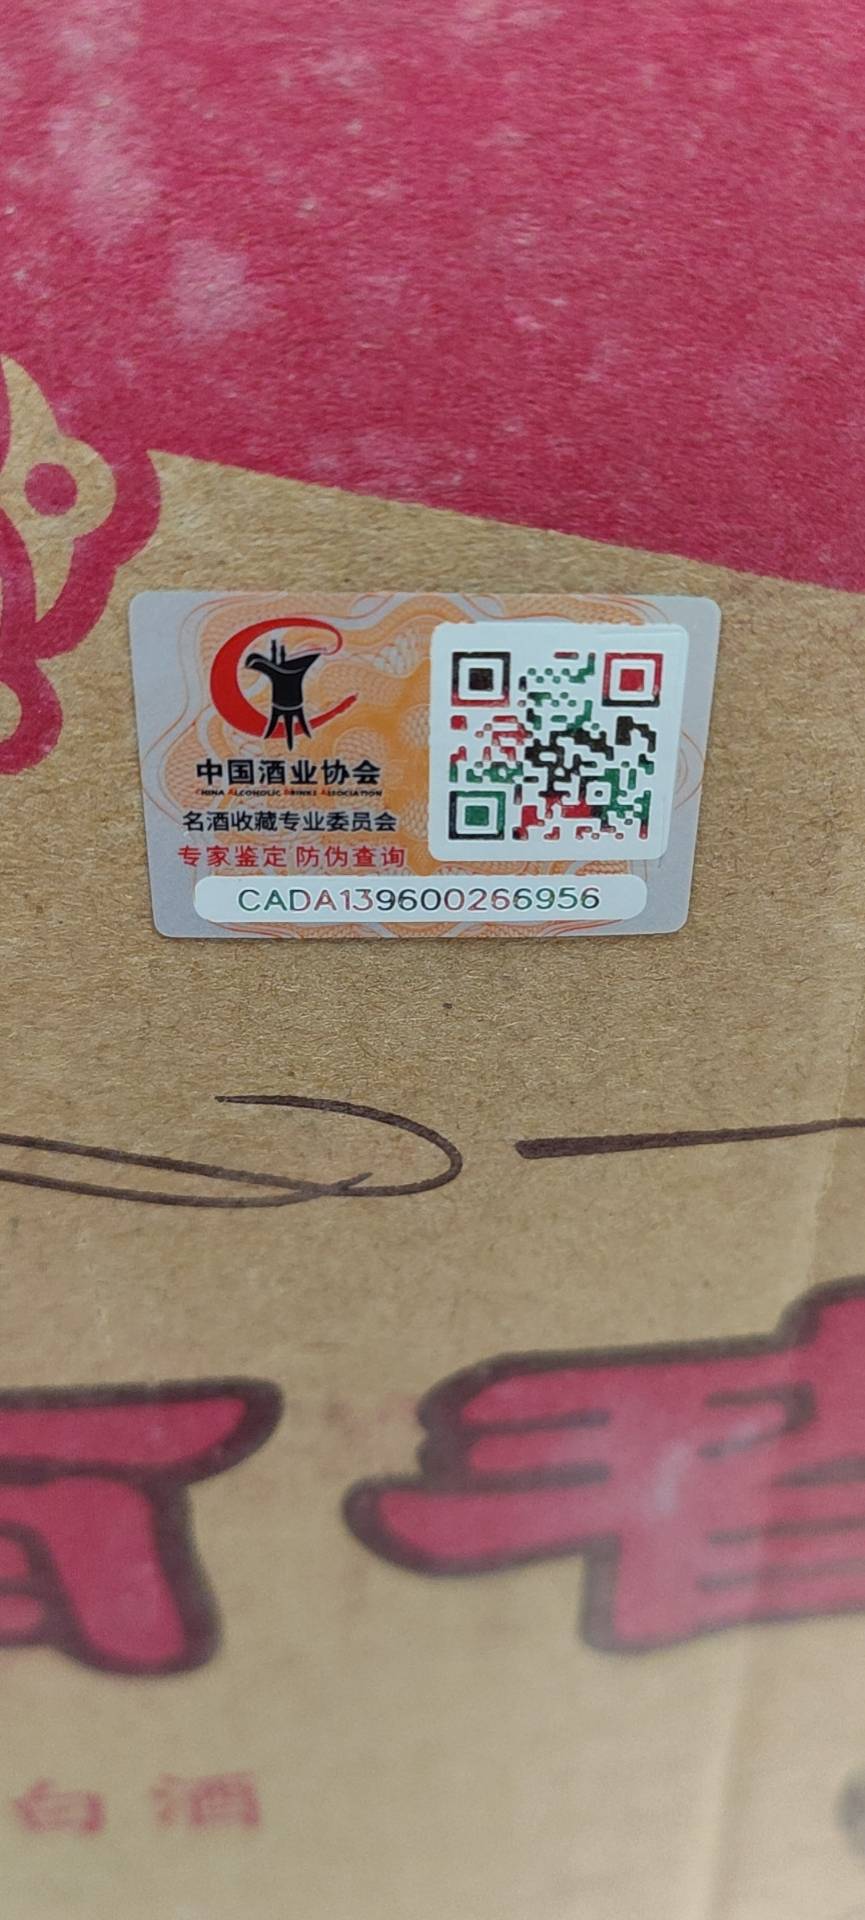 中国酒业协会
CHINA ALCOHOLIC DRINKS ASSOCIATION
名酒收藏专业委员会
专家鉴定 防伪查询
CADA139600266956
白酒